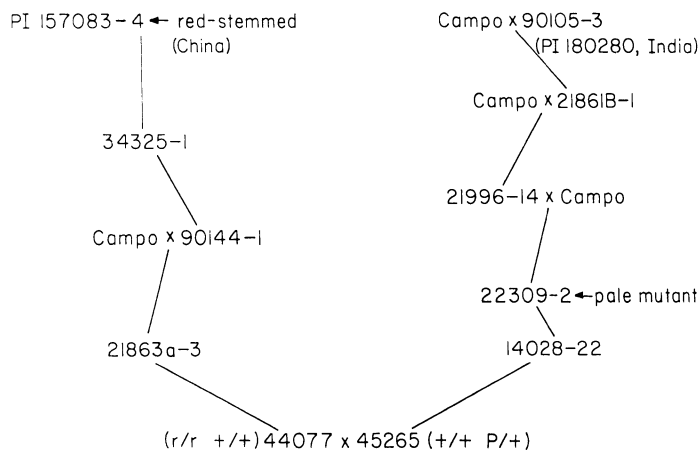 PI 157083-4 ← red-stemmed
(China)
Campo x 90105-3
(PI 180280, India)
Campo x 21861B-1
34325-1
21996-14 x Campo
Campo x 90144-1
22309-2 ← pale mutant
21863a-3
14028-22
(r/r +/+) 44077 x 45265 (+/+ P/+)